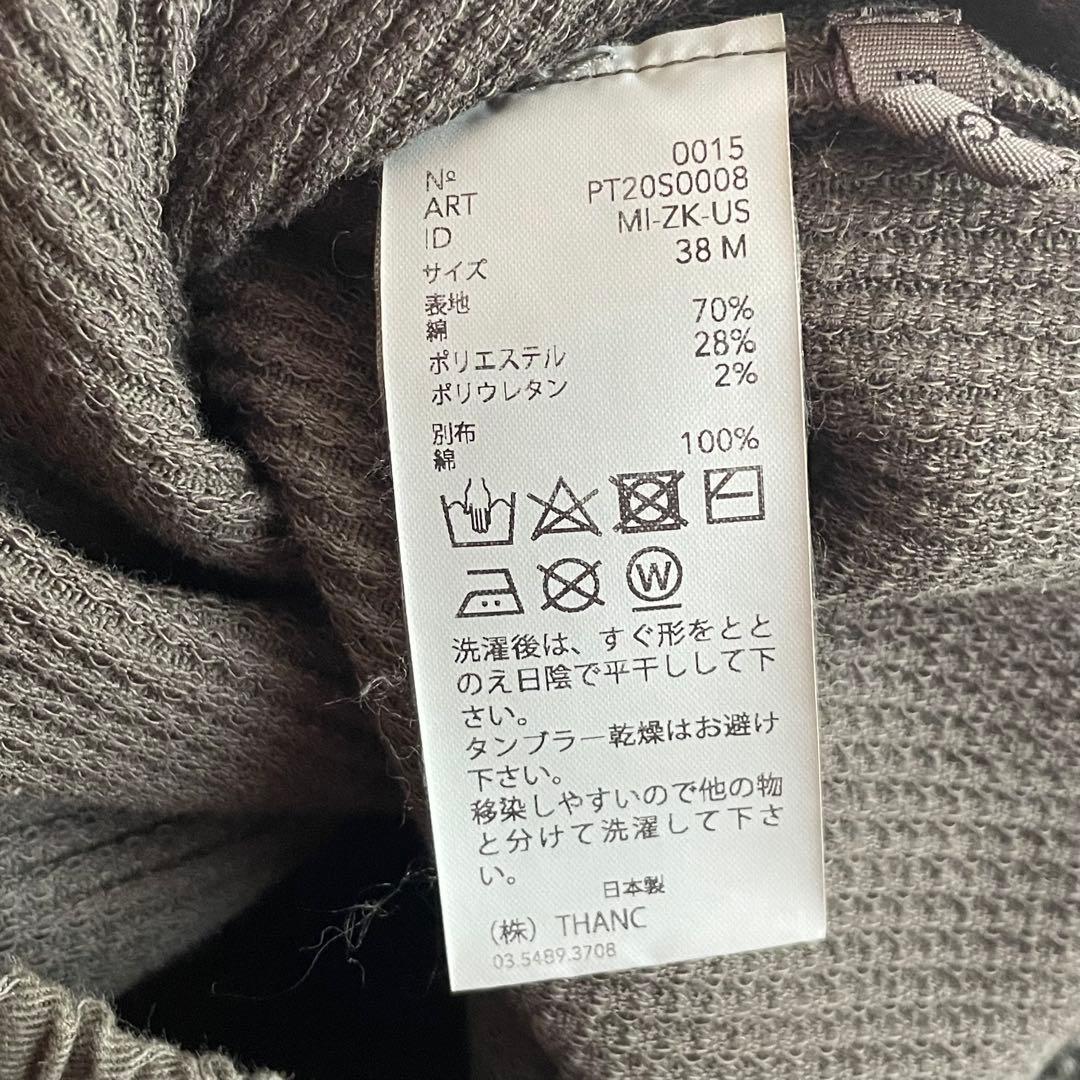 № 0015
ART PT20S0008
ID MI-ZK-US
サイズ 38 M
表地
綿 70%
ポリエステル 28%
ポリウレタン 2%
別布
綿 100%
W
洗濯後は、すぐ形をとと
のえ日陰で平干しして下
さい。
タンブラー乾燥はお避け
下さい。
移染しやすいので他の物
と分けて洗濯して下さ
い。
日本製
(株) THANC
03.5489.3708